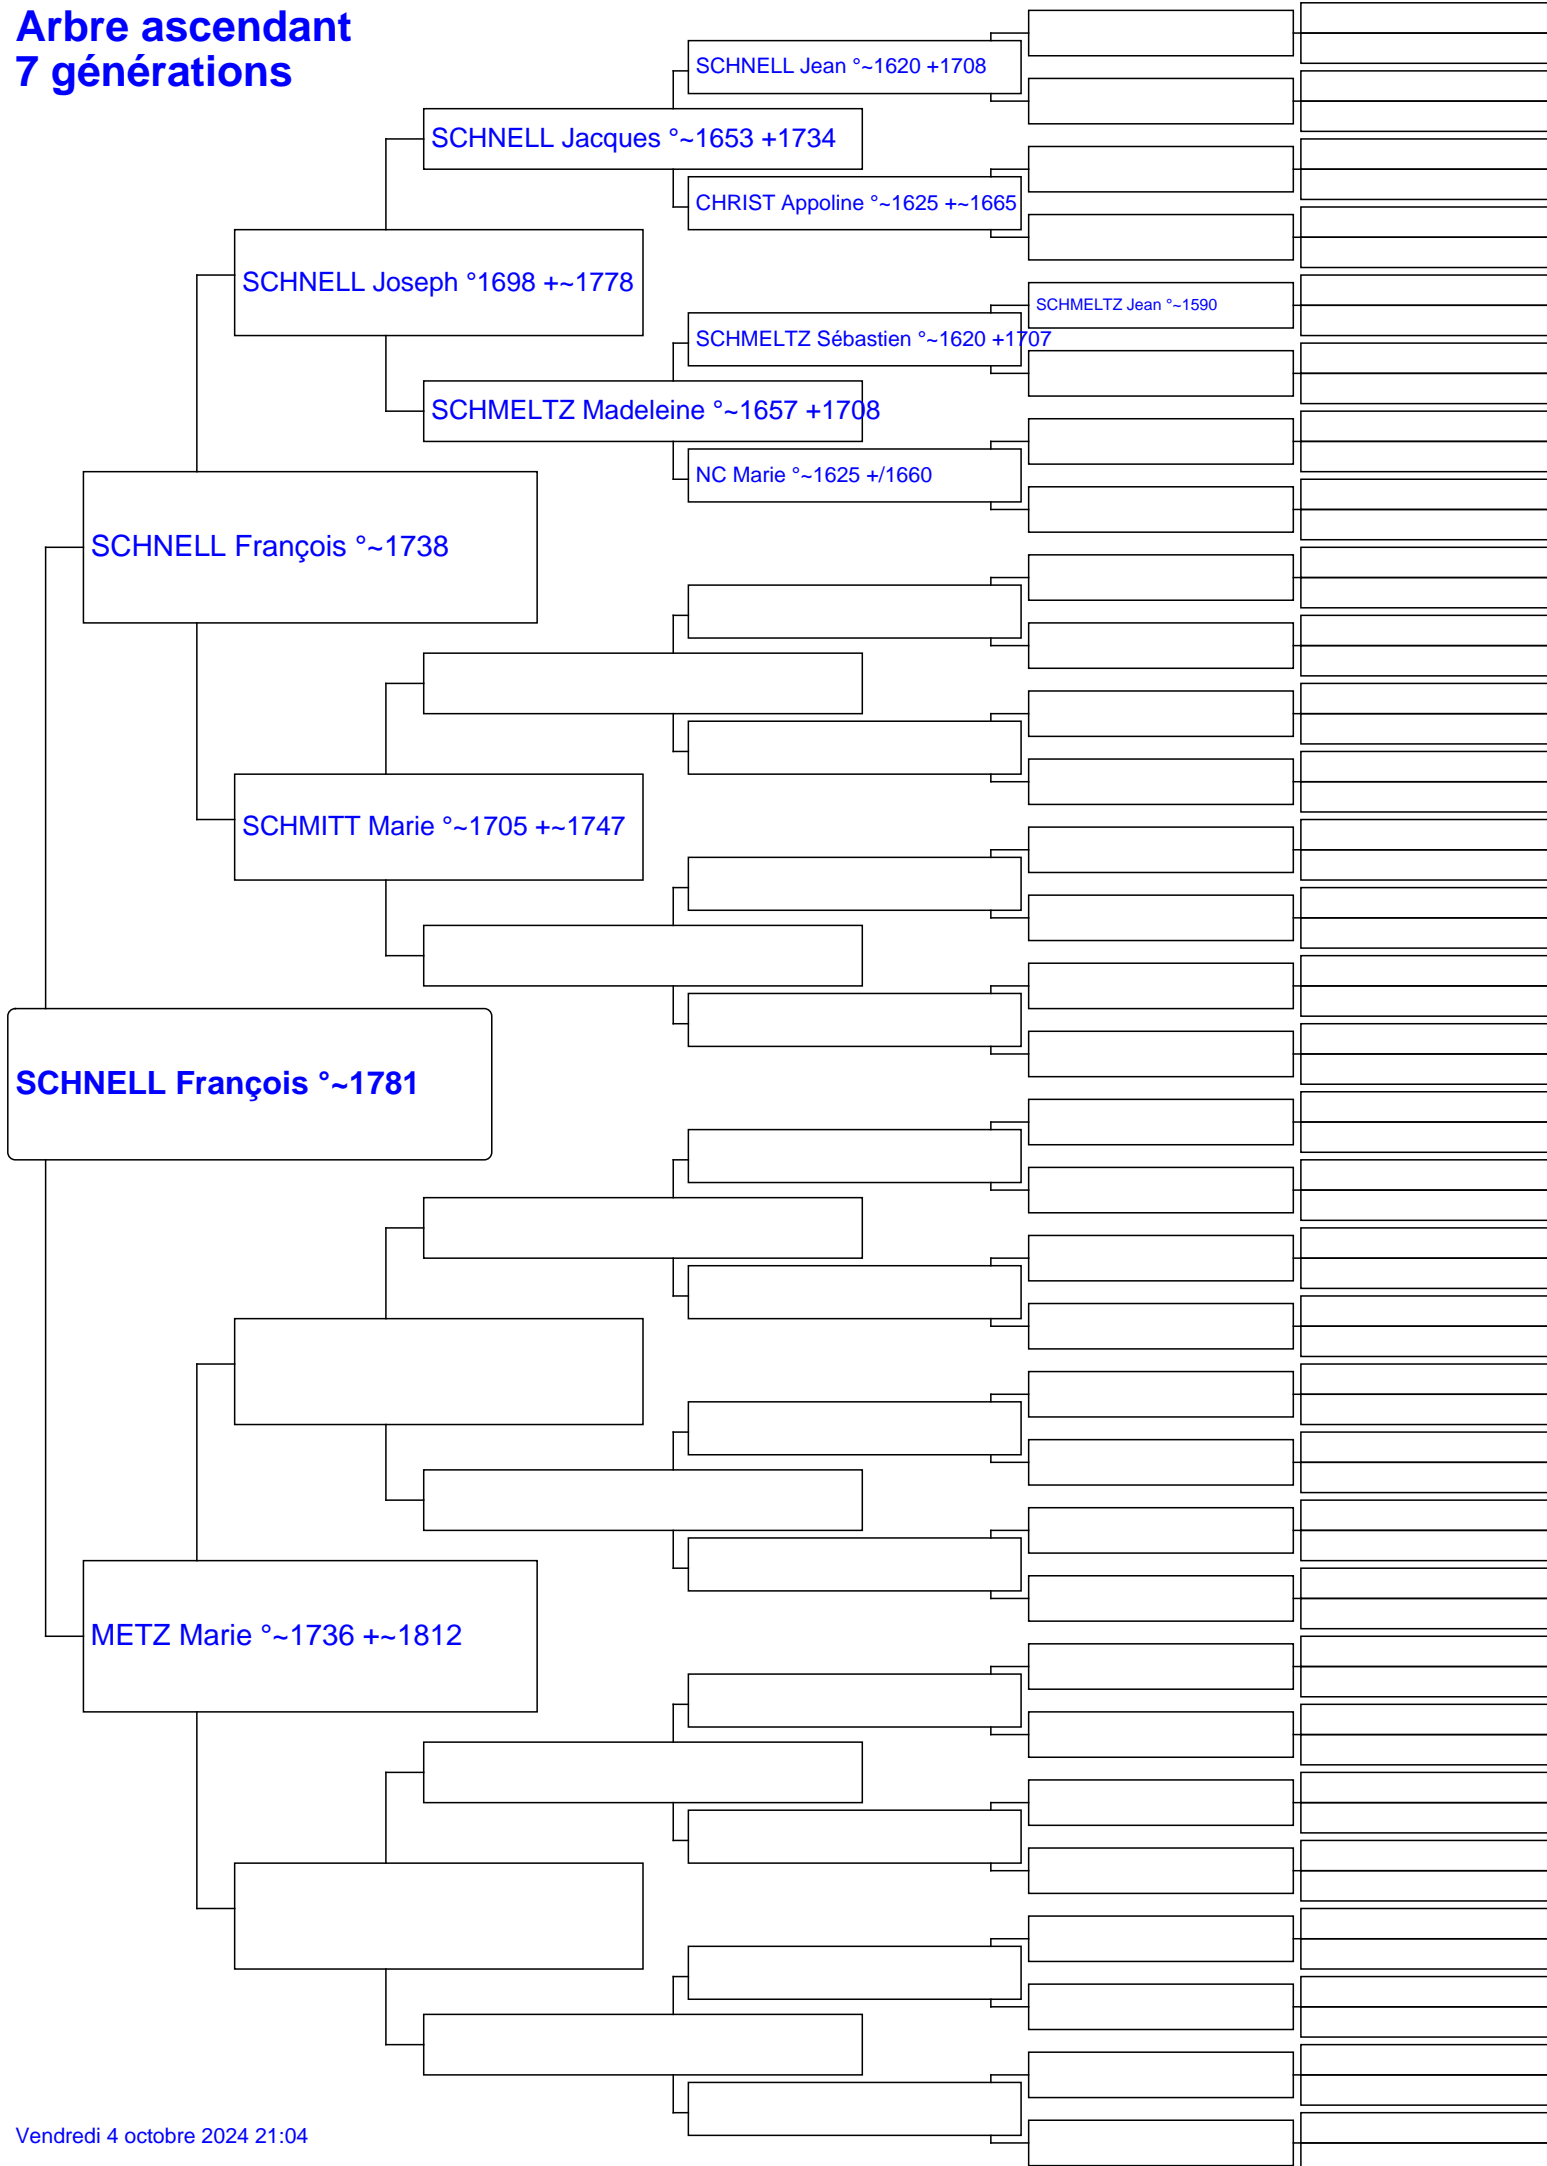 Arbre ascendant
7 générations
SCHNELL Jean °~1620 +1708
SCHNELL Jacques °~1653 +1734
CHRIST Appoline °~1625 +~1665
SCHNELL Joseph °1698 +~1778
SCHMELTZ Jean °~1590
SCHMELTZ Sébastien °~1620 +1707
SCHMELTZ Madeleine °~1657 +1708
NC Marie °~1625 +/1660
SCHNELL François °~1738
SCHMITT Marie °~1705 +~1747
SCHNELL François °~1781
METZ Marie °~1736 +~1812
Vendredi 4 octobre 2024 21:04